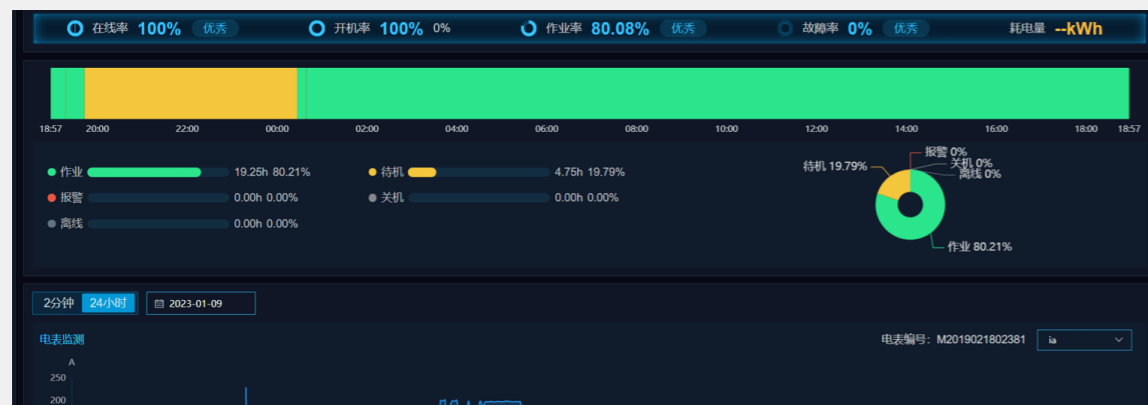 在线率 100% 优秀 开机率 100% 0% 作业率 80.08% 优秀 故障率 0% 优秀 耗电量 --kWh
18:57 20:00 22:00 00:00 02:00 04:00 06:00 08:00 10:00 12:00 14:00 16:00 18:00 18:57
作业 19.25h 80.21% 待机 4.75h 19.79%
报警 0.00h 0.00% 关机 0.00h 0.00%
离线 0.00h 0.00%
报警 0%
待机 19.79% 关机 0%
离线 0%
作业 80.21%
2分钟 24小时 2023-01-09
电表监测 电表编号：M2019021802381 ia
A
250
200